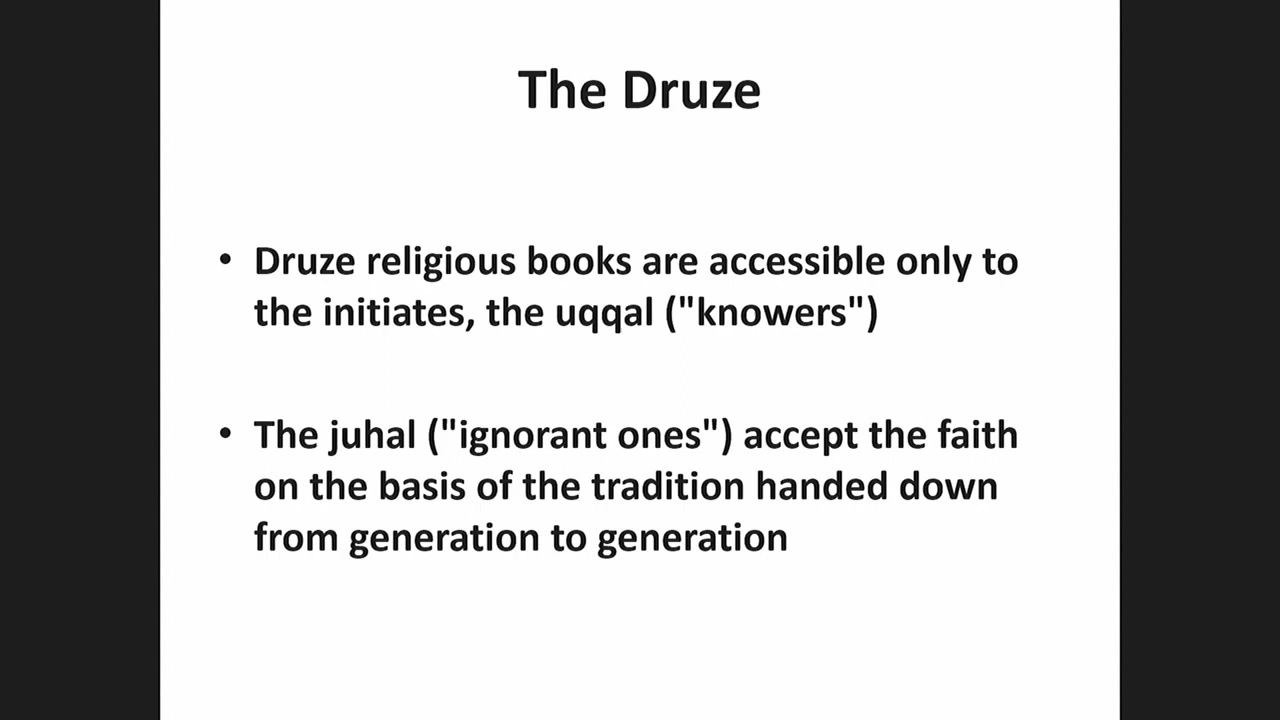 The Druze
• Druze religious books are accessible only to
the initiates, the uqqal ("knowers")
• The juhal ("ignorant ones") accept the faith
on the basis of the tradition handed down
from generation to generation